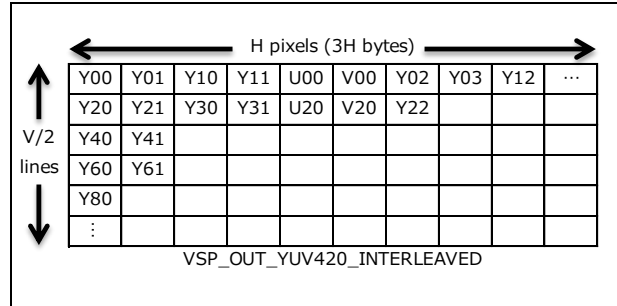 H pixels (3H bytes)
Y00 Y01 Y10 Y11 U00 V00 Y02 Y03 Y12 …
Y20 Y21 Y30 Y31 U20 V20 Y22
V/2
lines
Y40 Y41
Y60 Y61
Y80
⋮
VSP_OUT_YUV420_INTERLEAVED